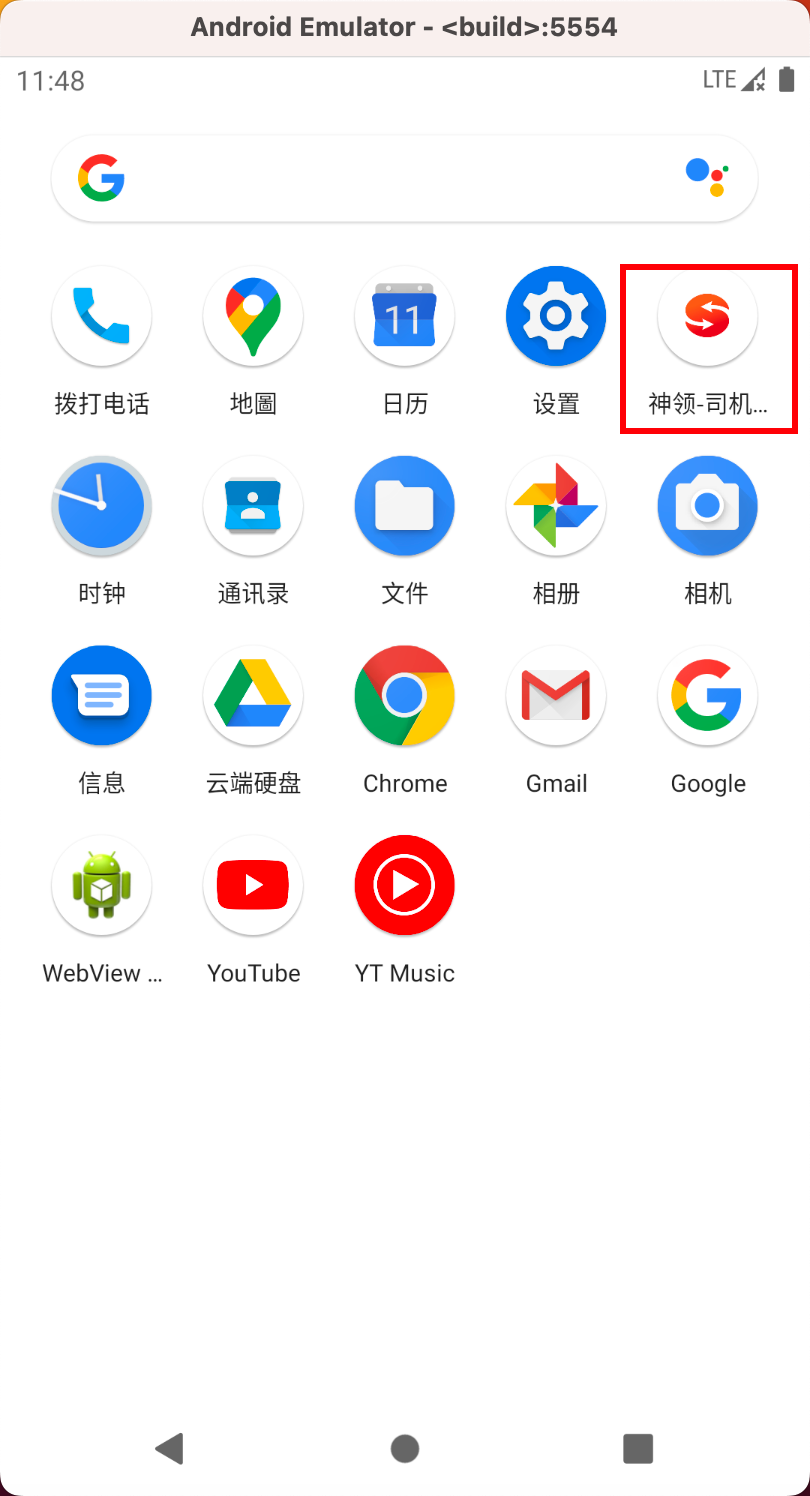 Android Emulator - <build>:5554
11:48
LTE
11
拨打电话
地圖
日历
设置
神领-司机...
时钟
通讯录
文件
相册
相机
信息
云端硬盘
Chrome
Gmail
Google
WebView ...
YouTube
YT Music